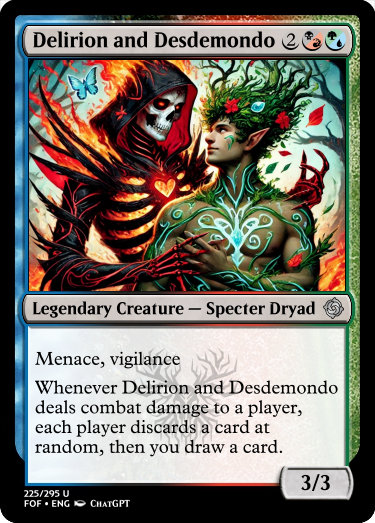 Delirion and Desdemondo 2
Legendary Creature — Specter Dryad
Menace, vigilance
Whenever Delirion and Desdemondo
deals combat damage to a player,
each player discards a card at
random, then you draw a card.
3/3
225/295 U
FOF • ENG ChatGPT